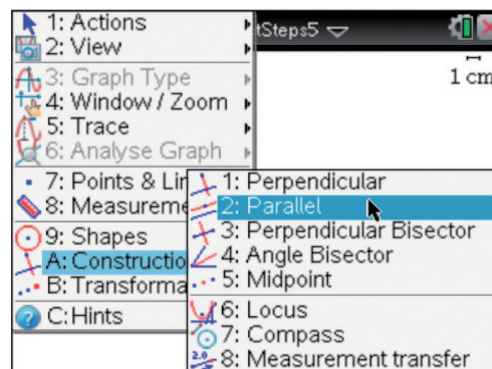 1: Actions
2: View
3: Graph Type
4: Window / Zoom
5: Trace
6: Analyse Graph
7: Points & Lin
8: Measureme
9: Shapes
A: Constructio
B: Transforma
C: Hints
tSteps5
1 cm
1: Perpendicular
2: Parallel
3: Perpendicular Bisector
4: Angle Bisector
5: Midpoint
6: Locus
7: Compass
8: Measurement transfer
2.0